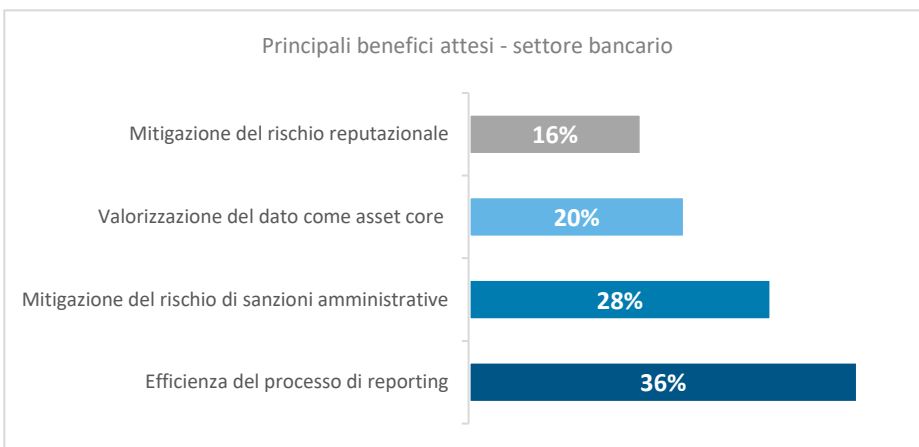 Principali benefici attesi - settore bancario
Mitigazione del rischio reputazionale
16%
Valorizzazione del dato come asset core
20%
Mitigazione del rischio di sanzioni amministrative
28%
Efficienza del processo di reporting
36%